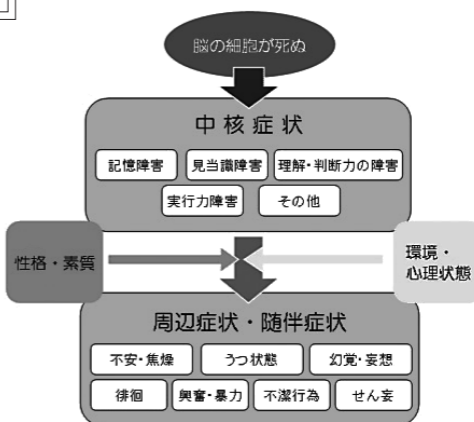 脳の細胞が死ぬ
中核症状
記憶障害 見当識障害 理解・判断力の障害
実行力障害 その他
性格・素質
環境・
心理状態
周辺症状・随伴症状
不安・焦燥 うつ状態 幻覚・妄想
徘徊 興奮・暴力 不潔行為 せん妄